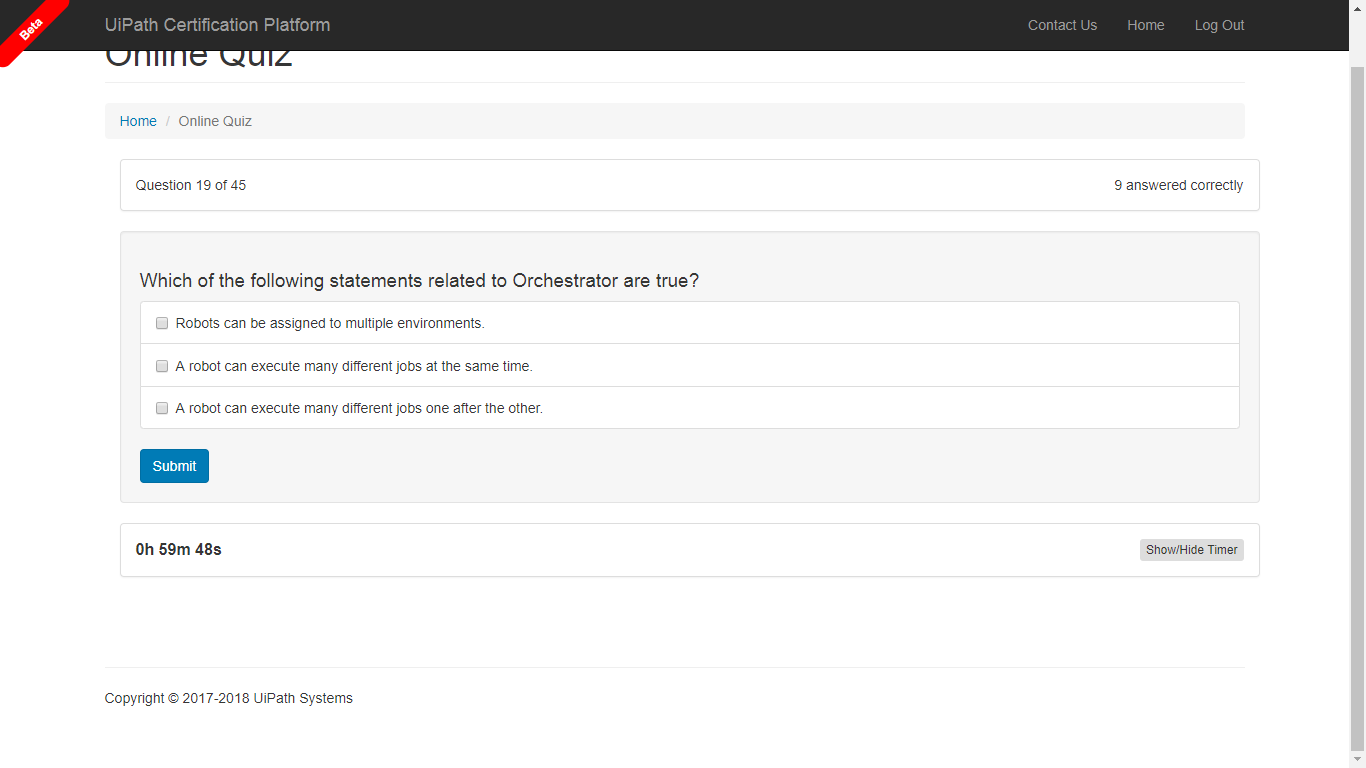 Beta
UiPath Certification Platform
Contact Us
Home
Log Out
Online Quiz
Home / Online Quiz
Question 19 of 45
9 answered correctly
Which of the following statements related to Orchestrator are true?
Robots can be assigned to multiple environments.
A robot can execute many different jobs at the same time.
A robot can execute many different jobs one after the other.
Submit
0h 59m 48s
Show/Hide Timer
Copyright © 2017-2018 UiPath Systems